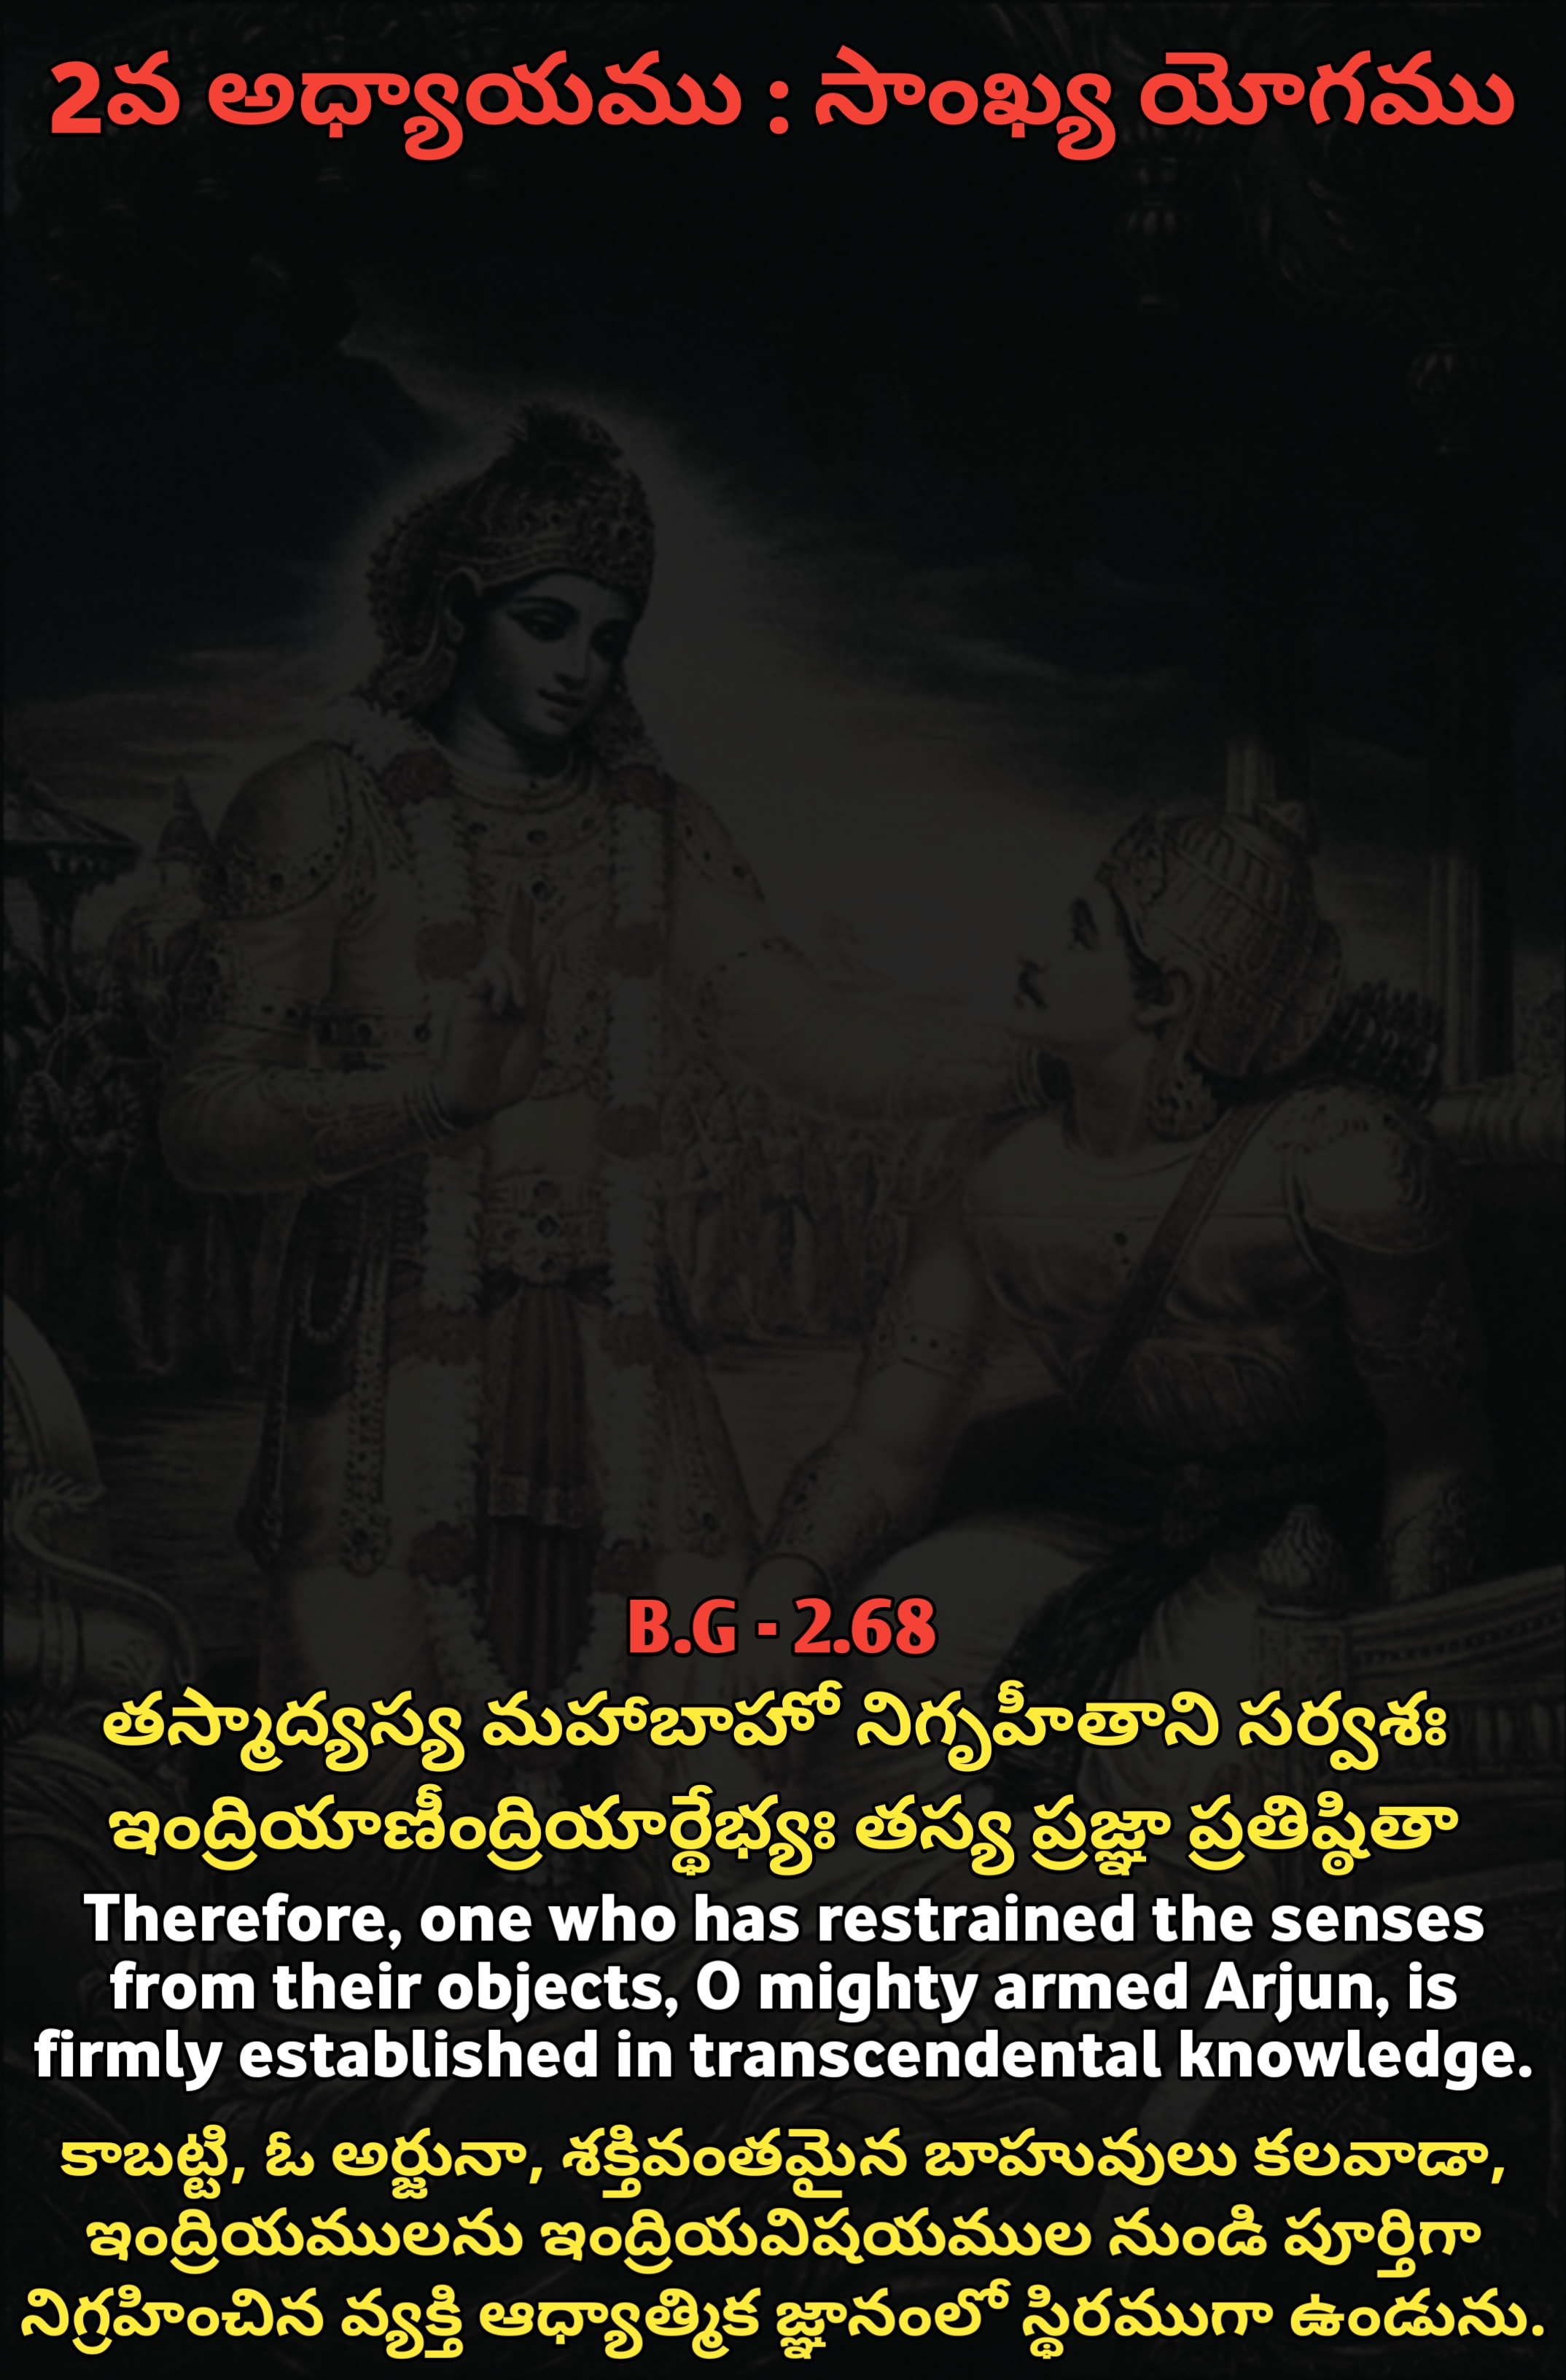 2వ అధ్యాయము : సాంఖ్య యోగము
B.G - 2.68
తస్మాద్యస్య మహాబాహో నిగృహీతాని సర్వశః
ఇంద్రియాణీంద్రియార్థేభ్యః తస్య ప్రజ్ఞా ప్రతిష్ఠితా
Therefore, one who has restrained the senses
from their objects, O mighty armed Arjun, is
firmly established in transcendental knowledge.
కాబట్టి, ఓ అర్జునా, శక్తివంతమైన బాహువులు కలవాడా,
ఇంద్రియములను ఇంద్రియవిషయముల నుండి పూర్తిగా
నిగ్రహించిన వ్యక్తి ఆధ్యాత్మిక జ్ఞానంలో స్థిరముగా ఉండును.